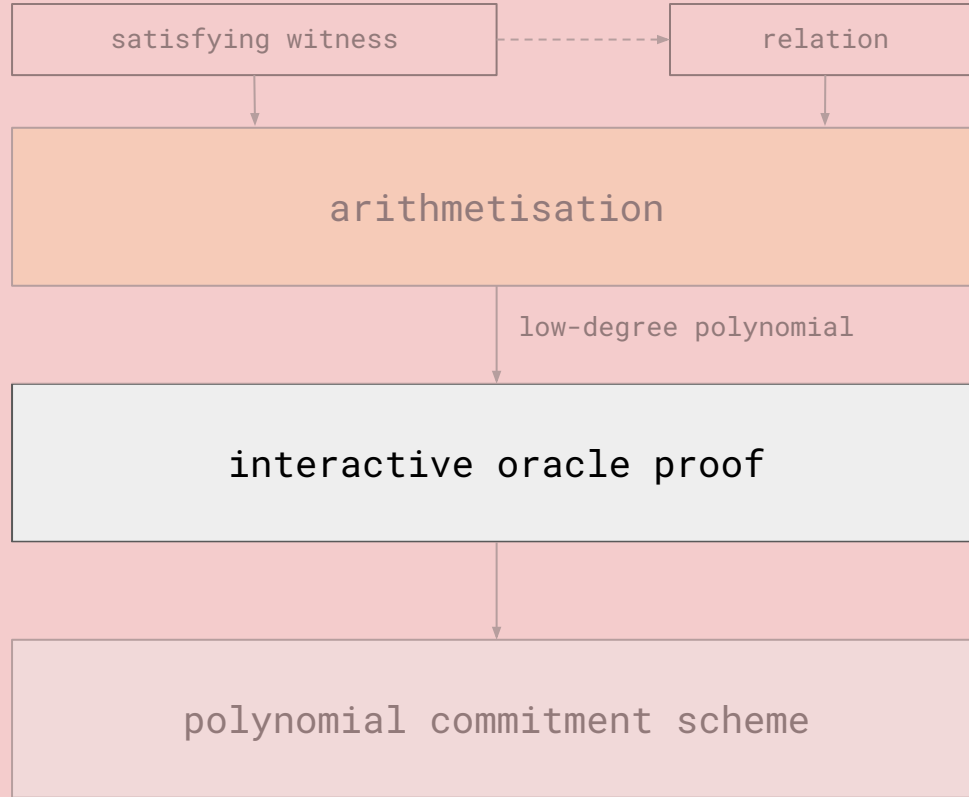 satisfying witness
relation
arithmetisation
low-degree polynomial
interactive oracle proof
polynomial commitment scheme